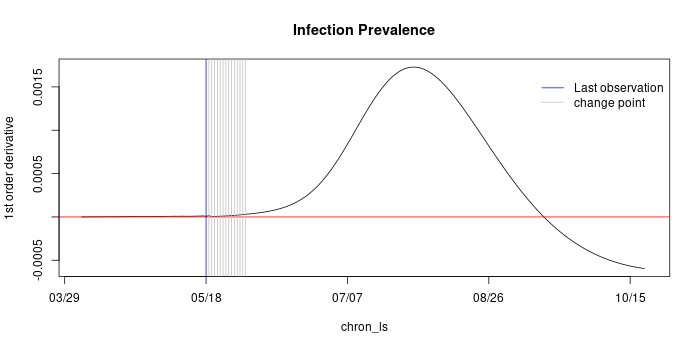 Infection Prevalence
1st order derivative
0.0015
0.0005
-0.0005
Last observation
change point
03/29
05/18
07/07
08/26
10/15
chron_ls